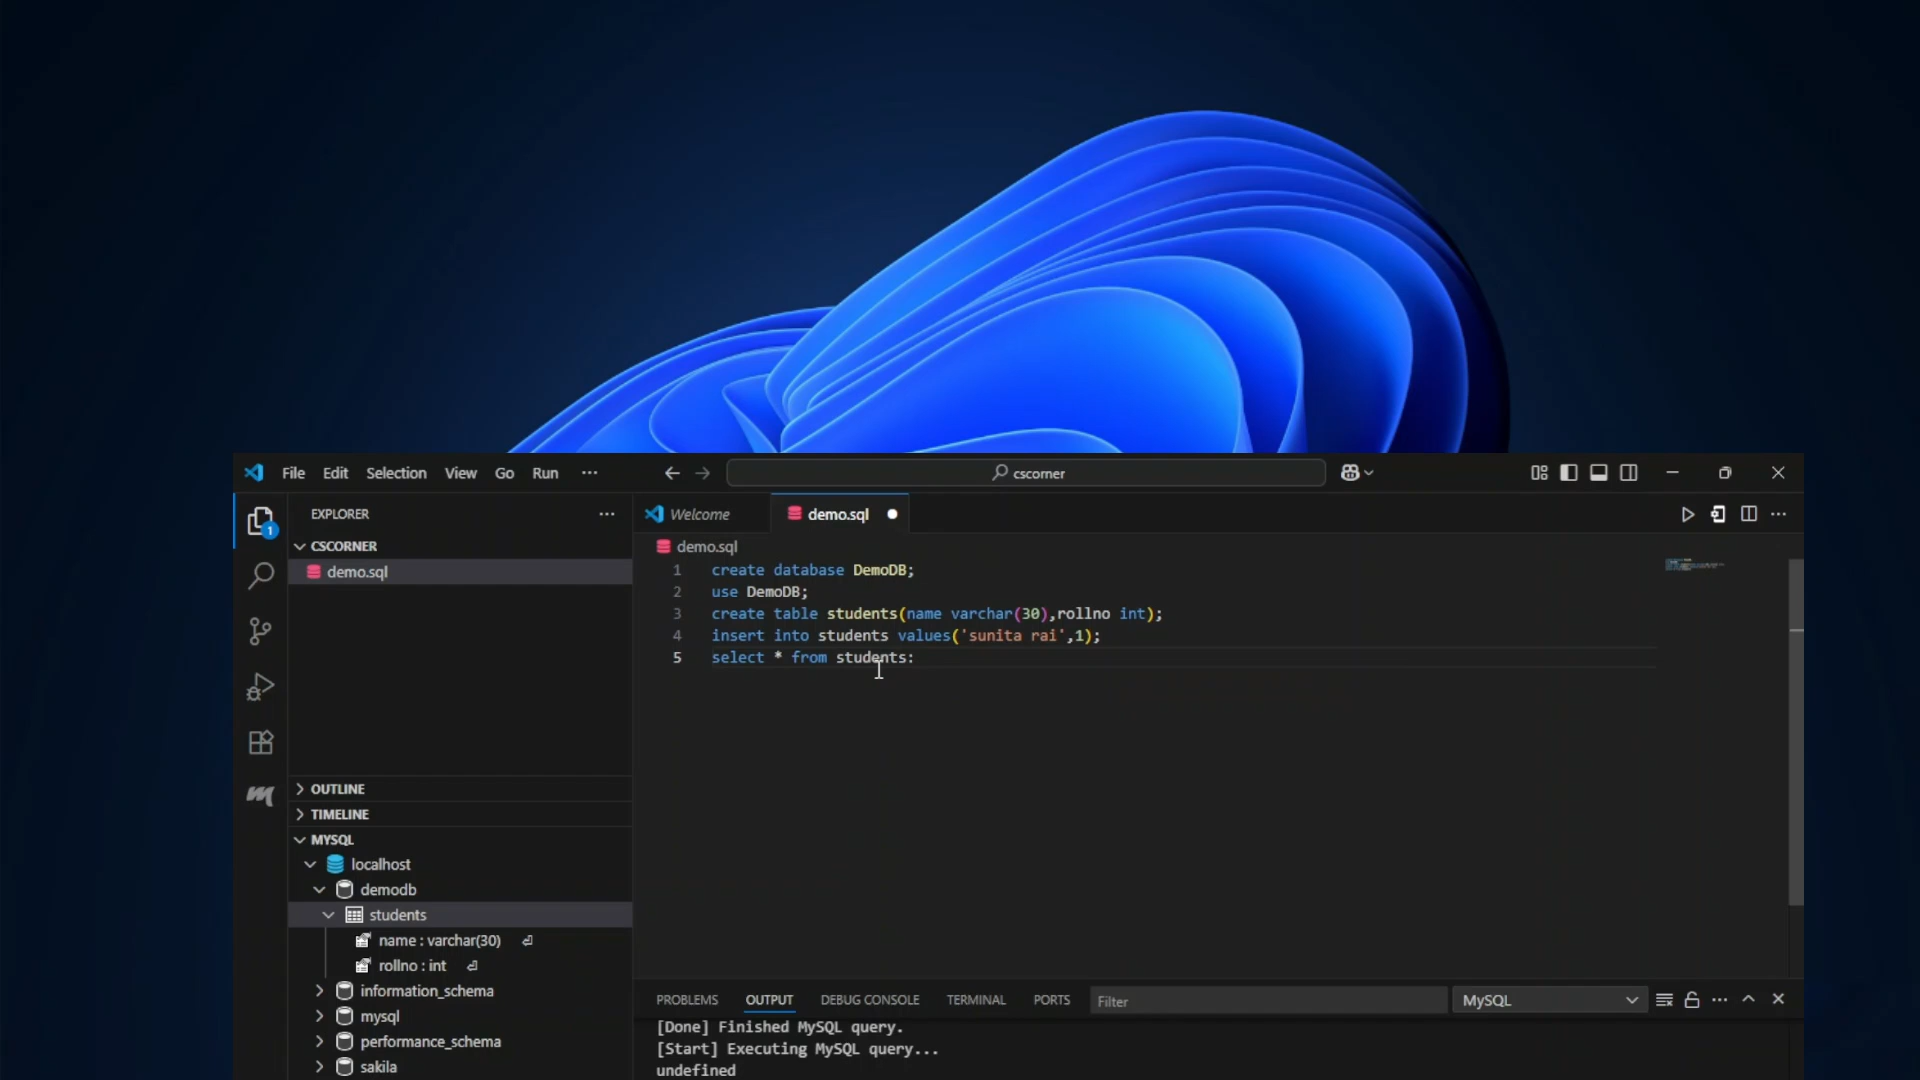 File Edit Selection View Go Run ···
cscorner
EXPLORER
CSCORNER
demo.sql
1
OUTLINE
TIMELINE
MYSQL
localhost
demodb
students
name : varchar(30)
rollno : int
information_schema
mysql
performance_schema
sakila
Welcome
demo.sql
demo.sql
1 create database DemoDB;
2 use DemoDB;
3 create table students(name varchar(30),rollno int);
4 insert into students values('sunita rai',1);
5 select * from students:
PROBLEMS OUTPUT DEBUG CONSOLE TERMINAL PORTS Filter MySQL
[Done] Finished MySQL query.
[Start] Executing MySQL query...
undefined